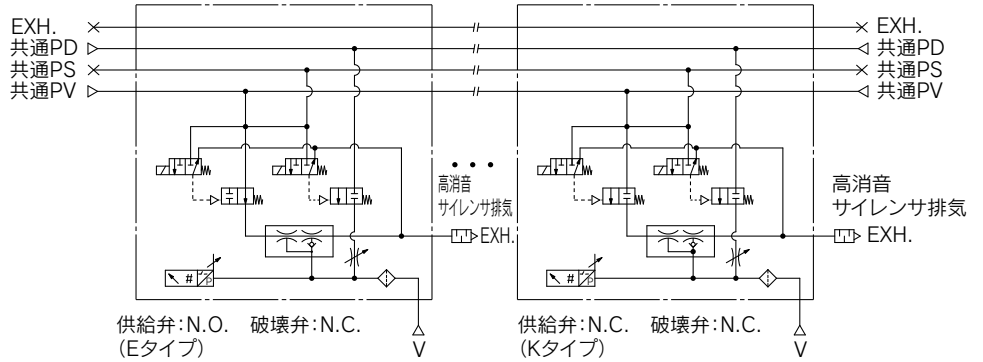 EXH.
共通PD
共通PS
共通PV
EXH.
共通PD
共通PS
共通PV
高消音
サイレンサ排気
EXH.
高消音
サイレンサ排気
EXH.
# P
# P
供給弁:N.O. 破壊弁:N.C.
(Eタイプ)
V
供給弁:N.C. 破壊弁:N.C.
(Kタイプ)
V